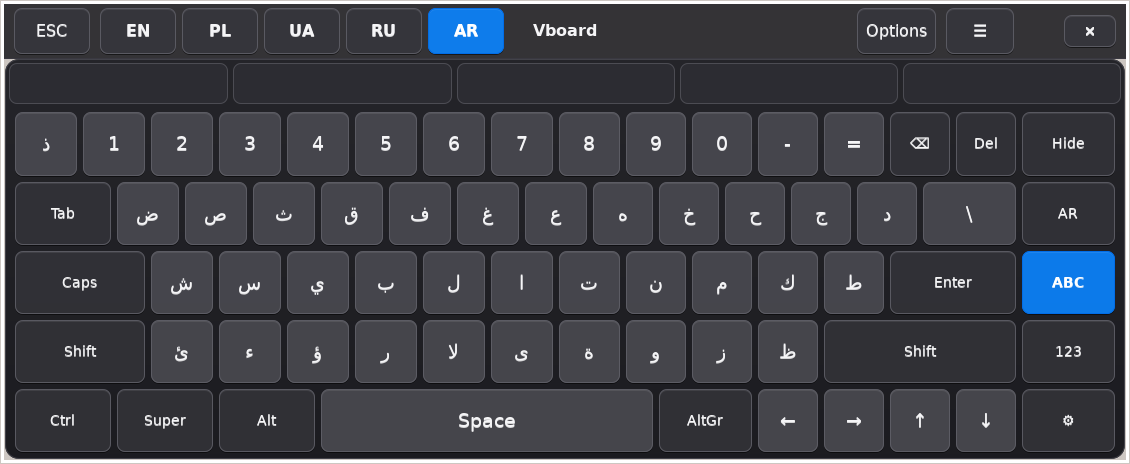 ESC EN PL UA RU AR Vboard Options ☰ ×
ذ 1 2 3 4 5 6 7 8 9 0 - = ⌫ Del Hide
Tab ض ص ث ق ف غ ع ه خ ح ج د \ AR
Caps ش س ي ب ل ا ت ن م ك ط Enter ABC
Shift ئ ء ؤ ر لا ى ة و ز ظ Shift 123
Ctrl Super Alt Space AltGr ← → ↑ ↓ ⚙